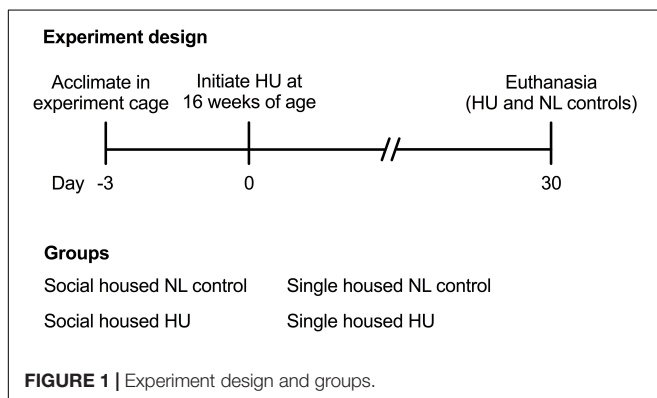 Experiment design
Acclimate in experiment cage
Initiate HU at 16 weeks of age
Euthanasia (HU and NL controls)
Day -3 0 30
Groups
Social housed NL control Single housed NL control
Social housed HU Single housed HU
FIGURE 1 | Experiment design and groups.